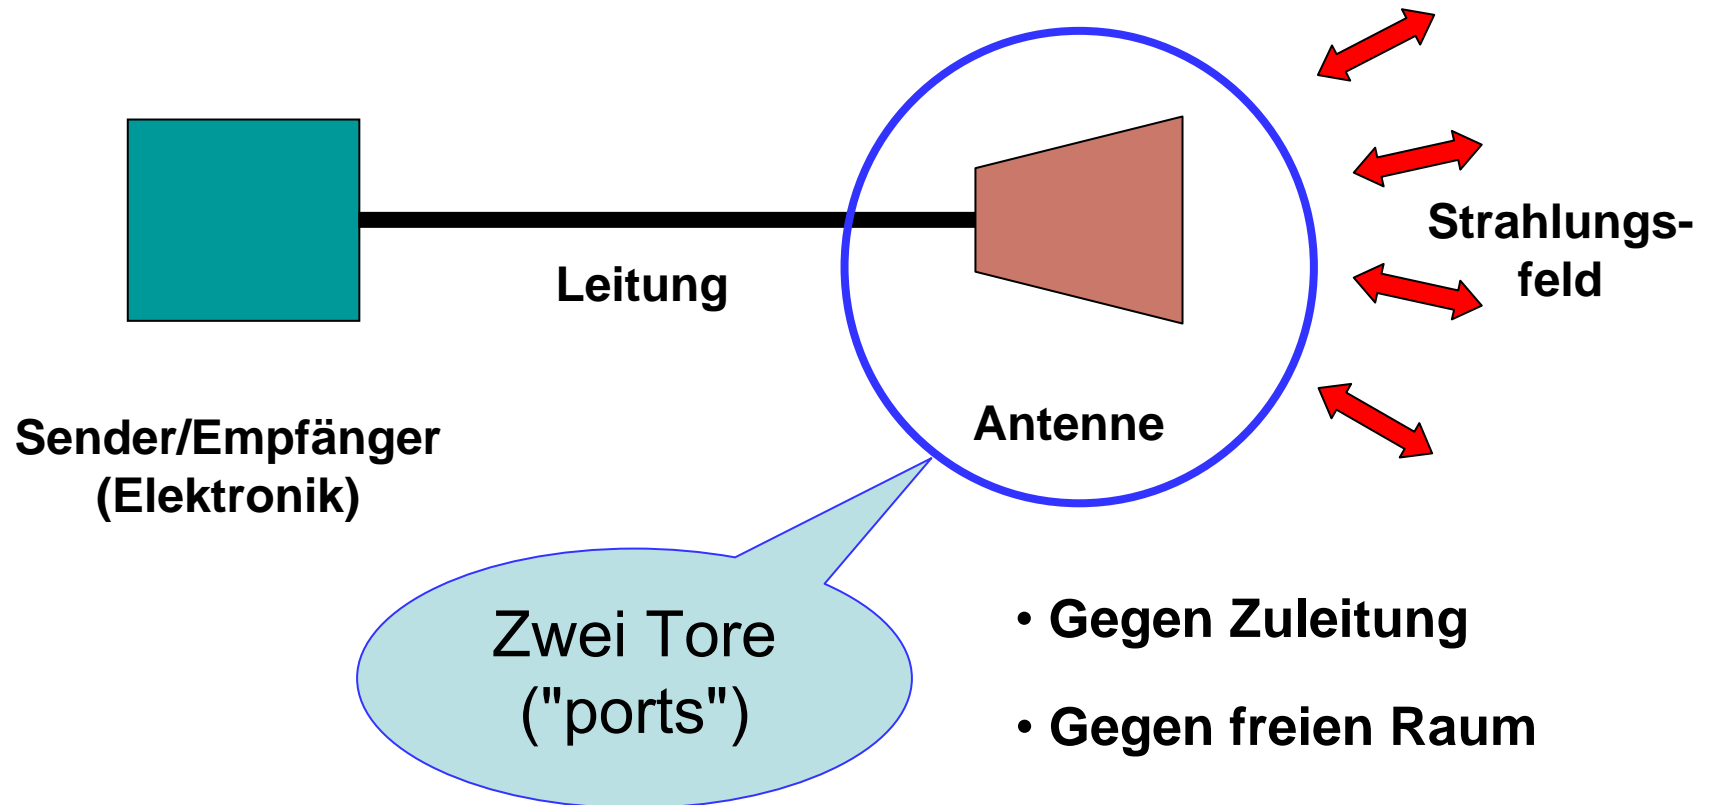 Strahlungs-
feld
Leitung
Antenne
Sender/Empfänger
(Elektronik)
Zwei Tore
("ports")
• Gegen Zuleitung
• Gegen freien Raum